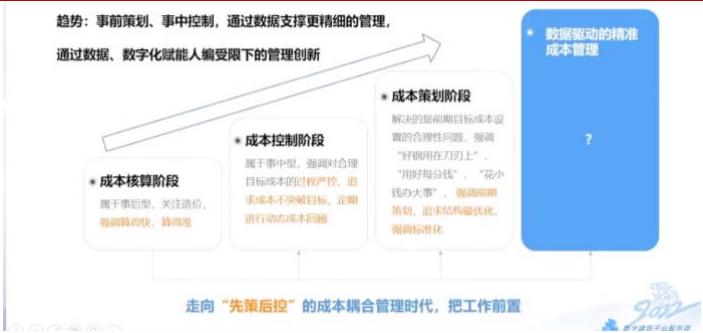 趋势：事前策划、事中控制，通过数据支撑更精细的管理，
通过数据、数字化赋能人编受限下的管理创新
成本核算阶段
属于事后型，关注造价，
强调算得快，算得准
成本控制阶段
属于事中型，强调对合理
目标成本的过程严控，追
求成本不突破目标，定期
进行动态成本回顾
成本策划阶段
解决的是前期目标成本设
置的合理性问题，强调
“好钢用在刀刃上”、
“用好每分钱”、“花小
钱办大事”，强调前期
策划，追求结构最优化，
强调标准化
数据驱动的精准
成本管理
？
走向“先策后控”的成本耦合管理时代，把工作前置
2022